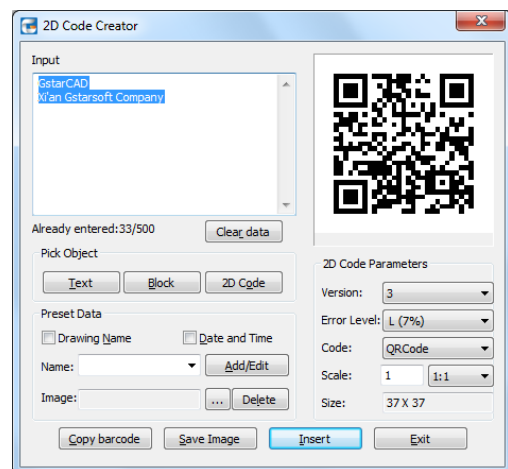 2D Code Creator
Input
GstarCAD
Xi'an Gstarsoft Company
Already entered:33/500
Clear data
Pick Object
Text
Block
2D Code
Preset Data
Drawing Name
Date and Time
Name:
Add/Edit
Image:
...
Delete
2D Code Parameters
Version:
3
Error Level:
L (7%)
Code:
QRCode
Scale:
1
1:1
Size:
37 X 37
Copy barcode
Save Image
Insert
Exit